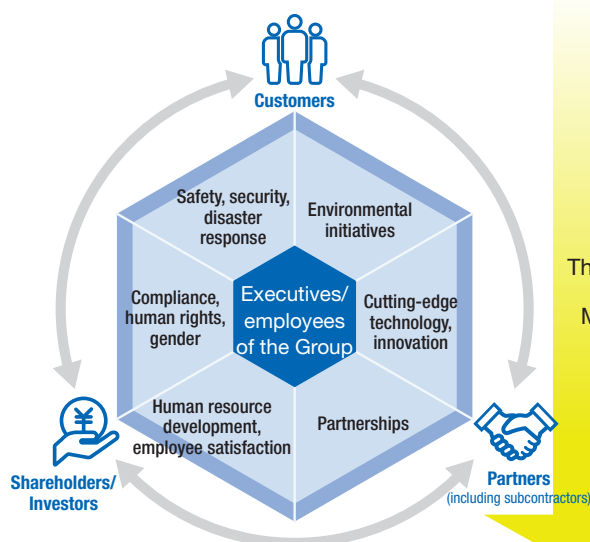 Customers
Safety, security,
disaster
response
Environmental
initiatives
Compliance,
human rights,
gender
Executives/
employees
of the Group
Cutting-edge
technology,
innovation
Human resource
development,
employee satisfaction
Partnerships
¥
Shareholders/
Investors
Partners
(including subcontractors)
Th
M